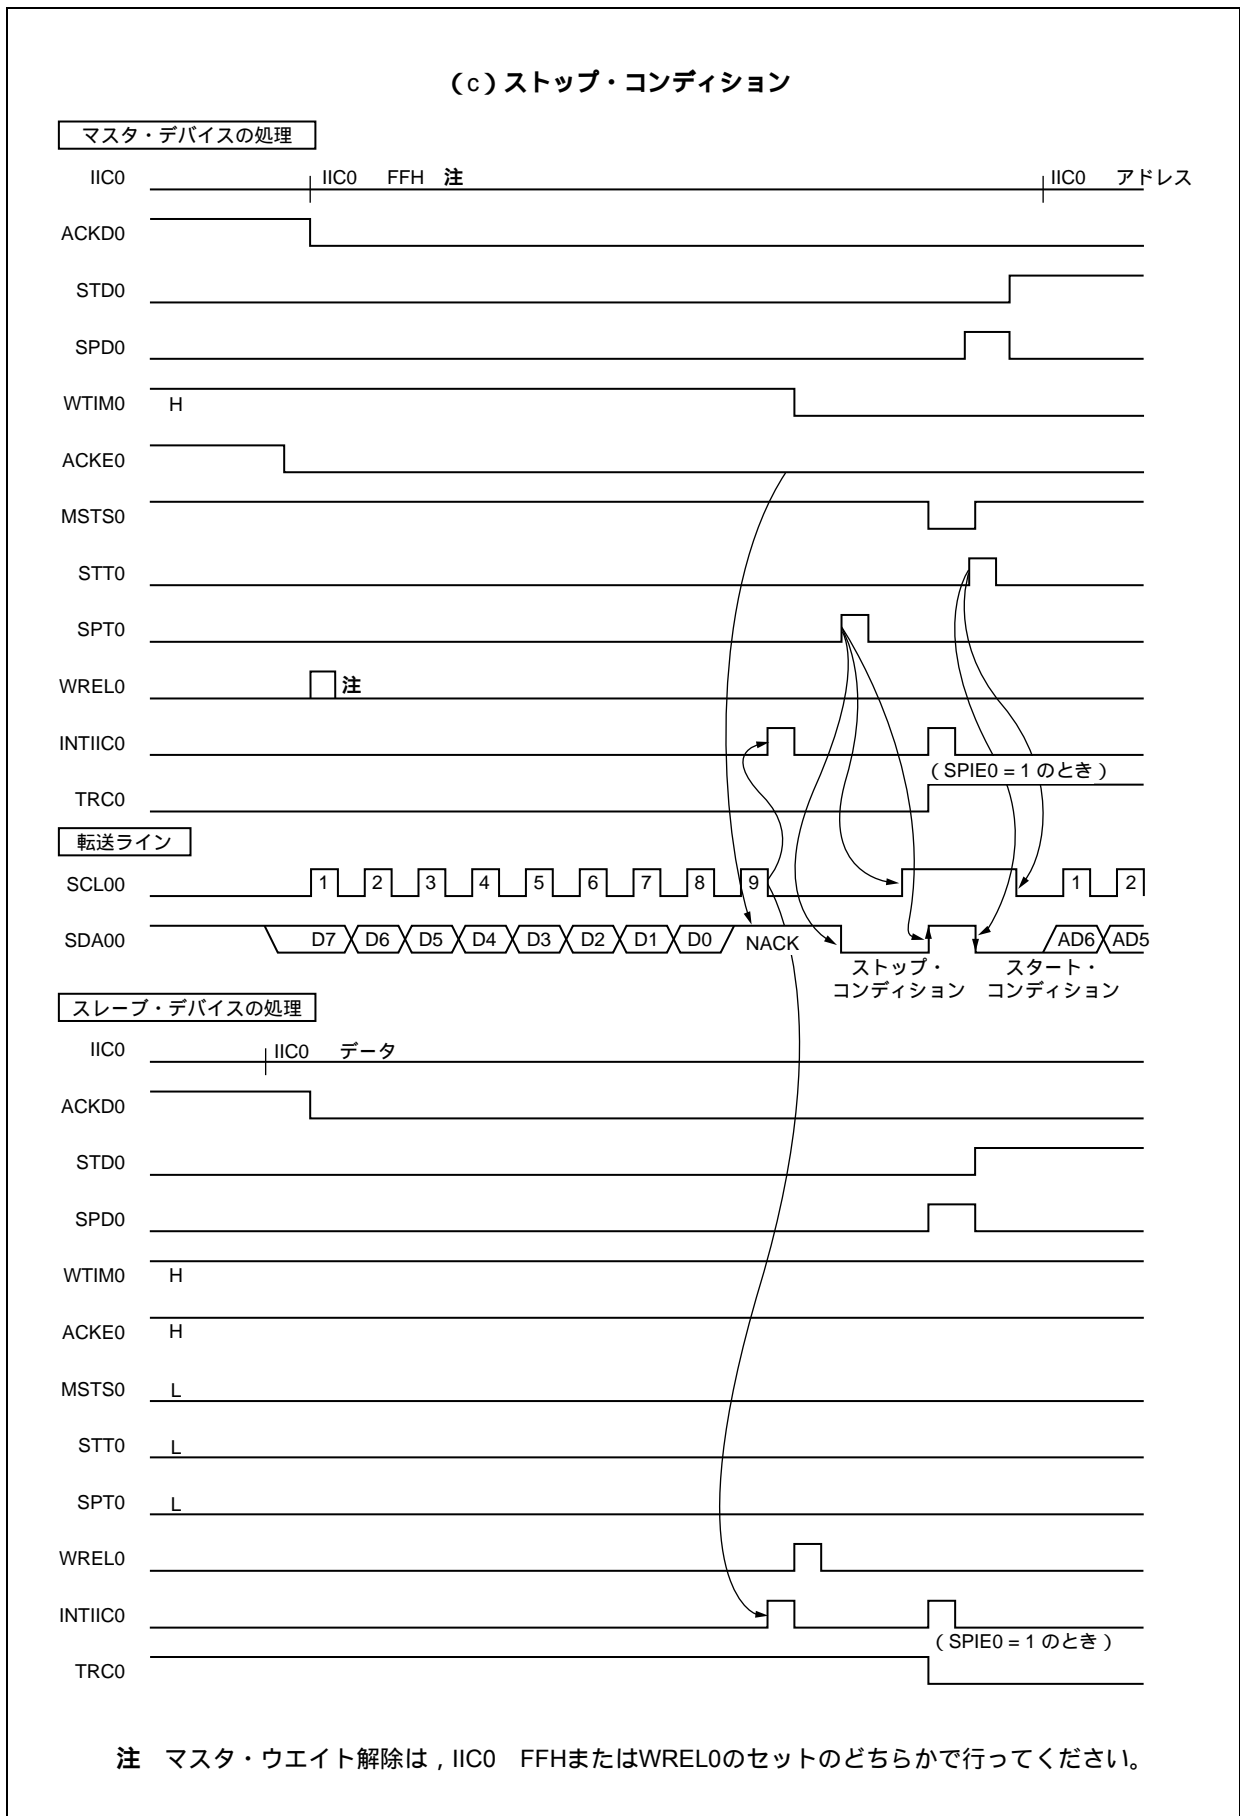 (c)ストップ・コンディション
マスタ・デバイスの処理
IIC0 IIC0 FFH 注 IIC0 アドレス
ACKD0
STD0
SPD0
WTIM0 H
ACKE0
MSTS0
STT0
SPT0
WREL0 注
INTIIC0
(SPIE0 = 1 のとき)
TRC0
転送ライン
SCL00 1 2 3 4 5 6 7 8 9 1 2
SDA00 D7 D6 D5 D4 D3 D2 D1 D0 NACK AD6 AD5
ストップ・ スタート・
コンディション コンディション
スレーブ・デバイスの処理
IIC0 IIC0 データ
ACKD0
STD0
SPD0
WTIM0 H
ACKE0 H
MSTS0 L
STT0 L
SPT0 L
WREL0
INTIIC0
(SPIE0 = 1 のとき)
TRC0
注 マスタ・ウエイト解除は,IIC0 FFHまたはWREL0のセットのどちらかで行ってください。